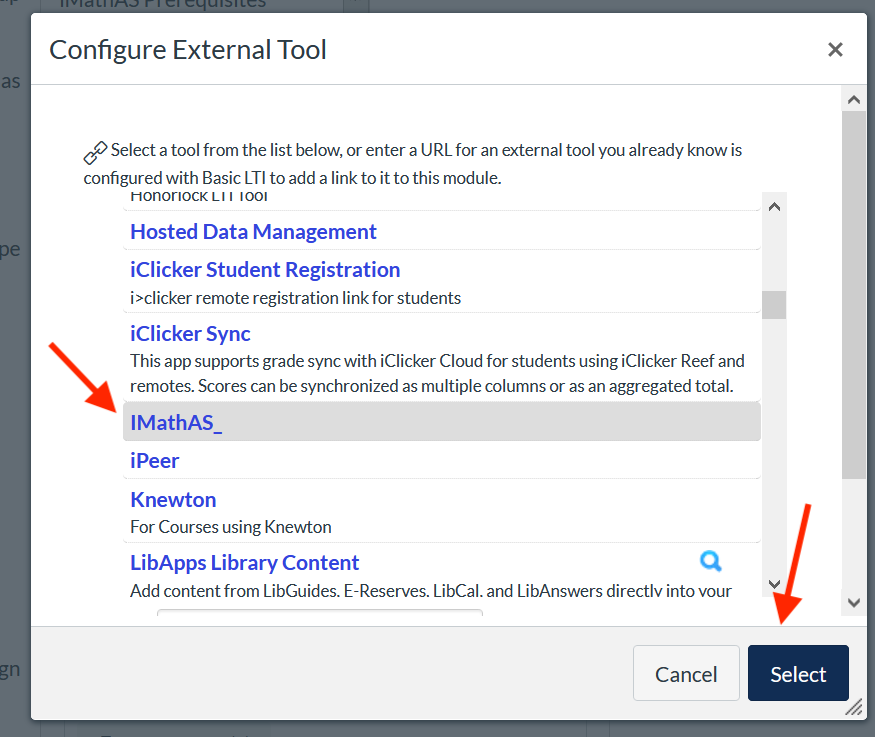 iMathAS Prerequisites
Configure External Tool
as
Select a tool from the list below, or enter a URL for an external tool you already know is
configured with Basic LTI to add a link to it to this module.
Honorlock LTI Tool
Hosted Data Management
pe
iClicker Student Registration
i>clicker remote registration link for students
iClicker Sync
This app supports grade sync with iClicker Cloud for students using iClicker Reef and
remotes. Scores can be synchronized as multiple columns or as an aggregated total.
IMathAS_
iPeer
Knewton
For Courses using Knewton
LibApps Library Content
Add content from LibGuides. E-Reserves. LibCal. and LibAnswers directly into your
gn
Cancel
Select